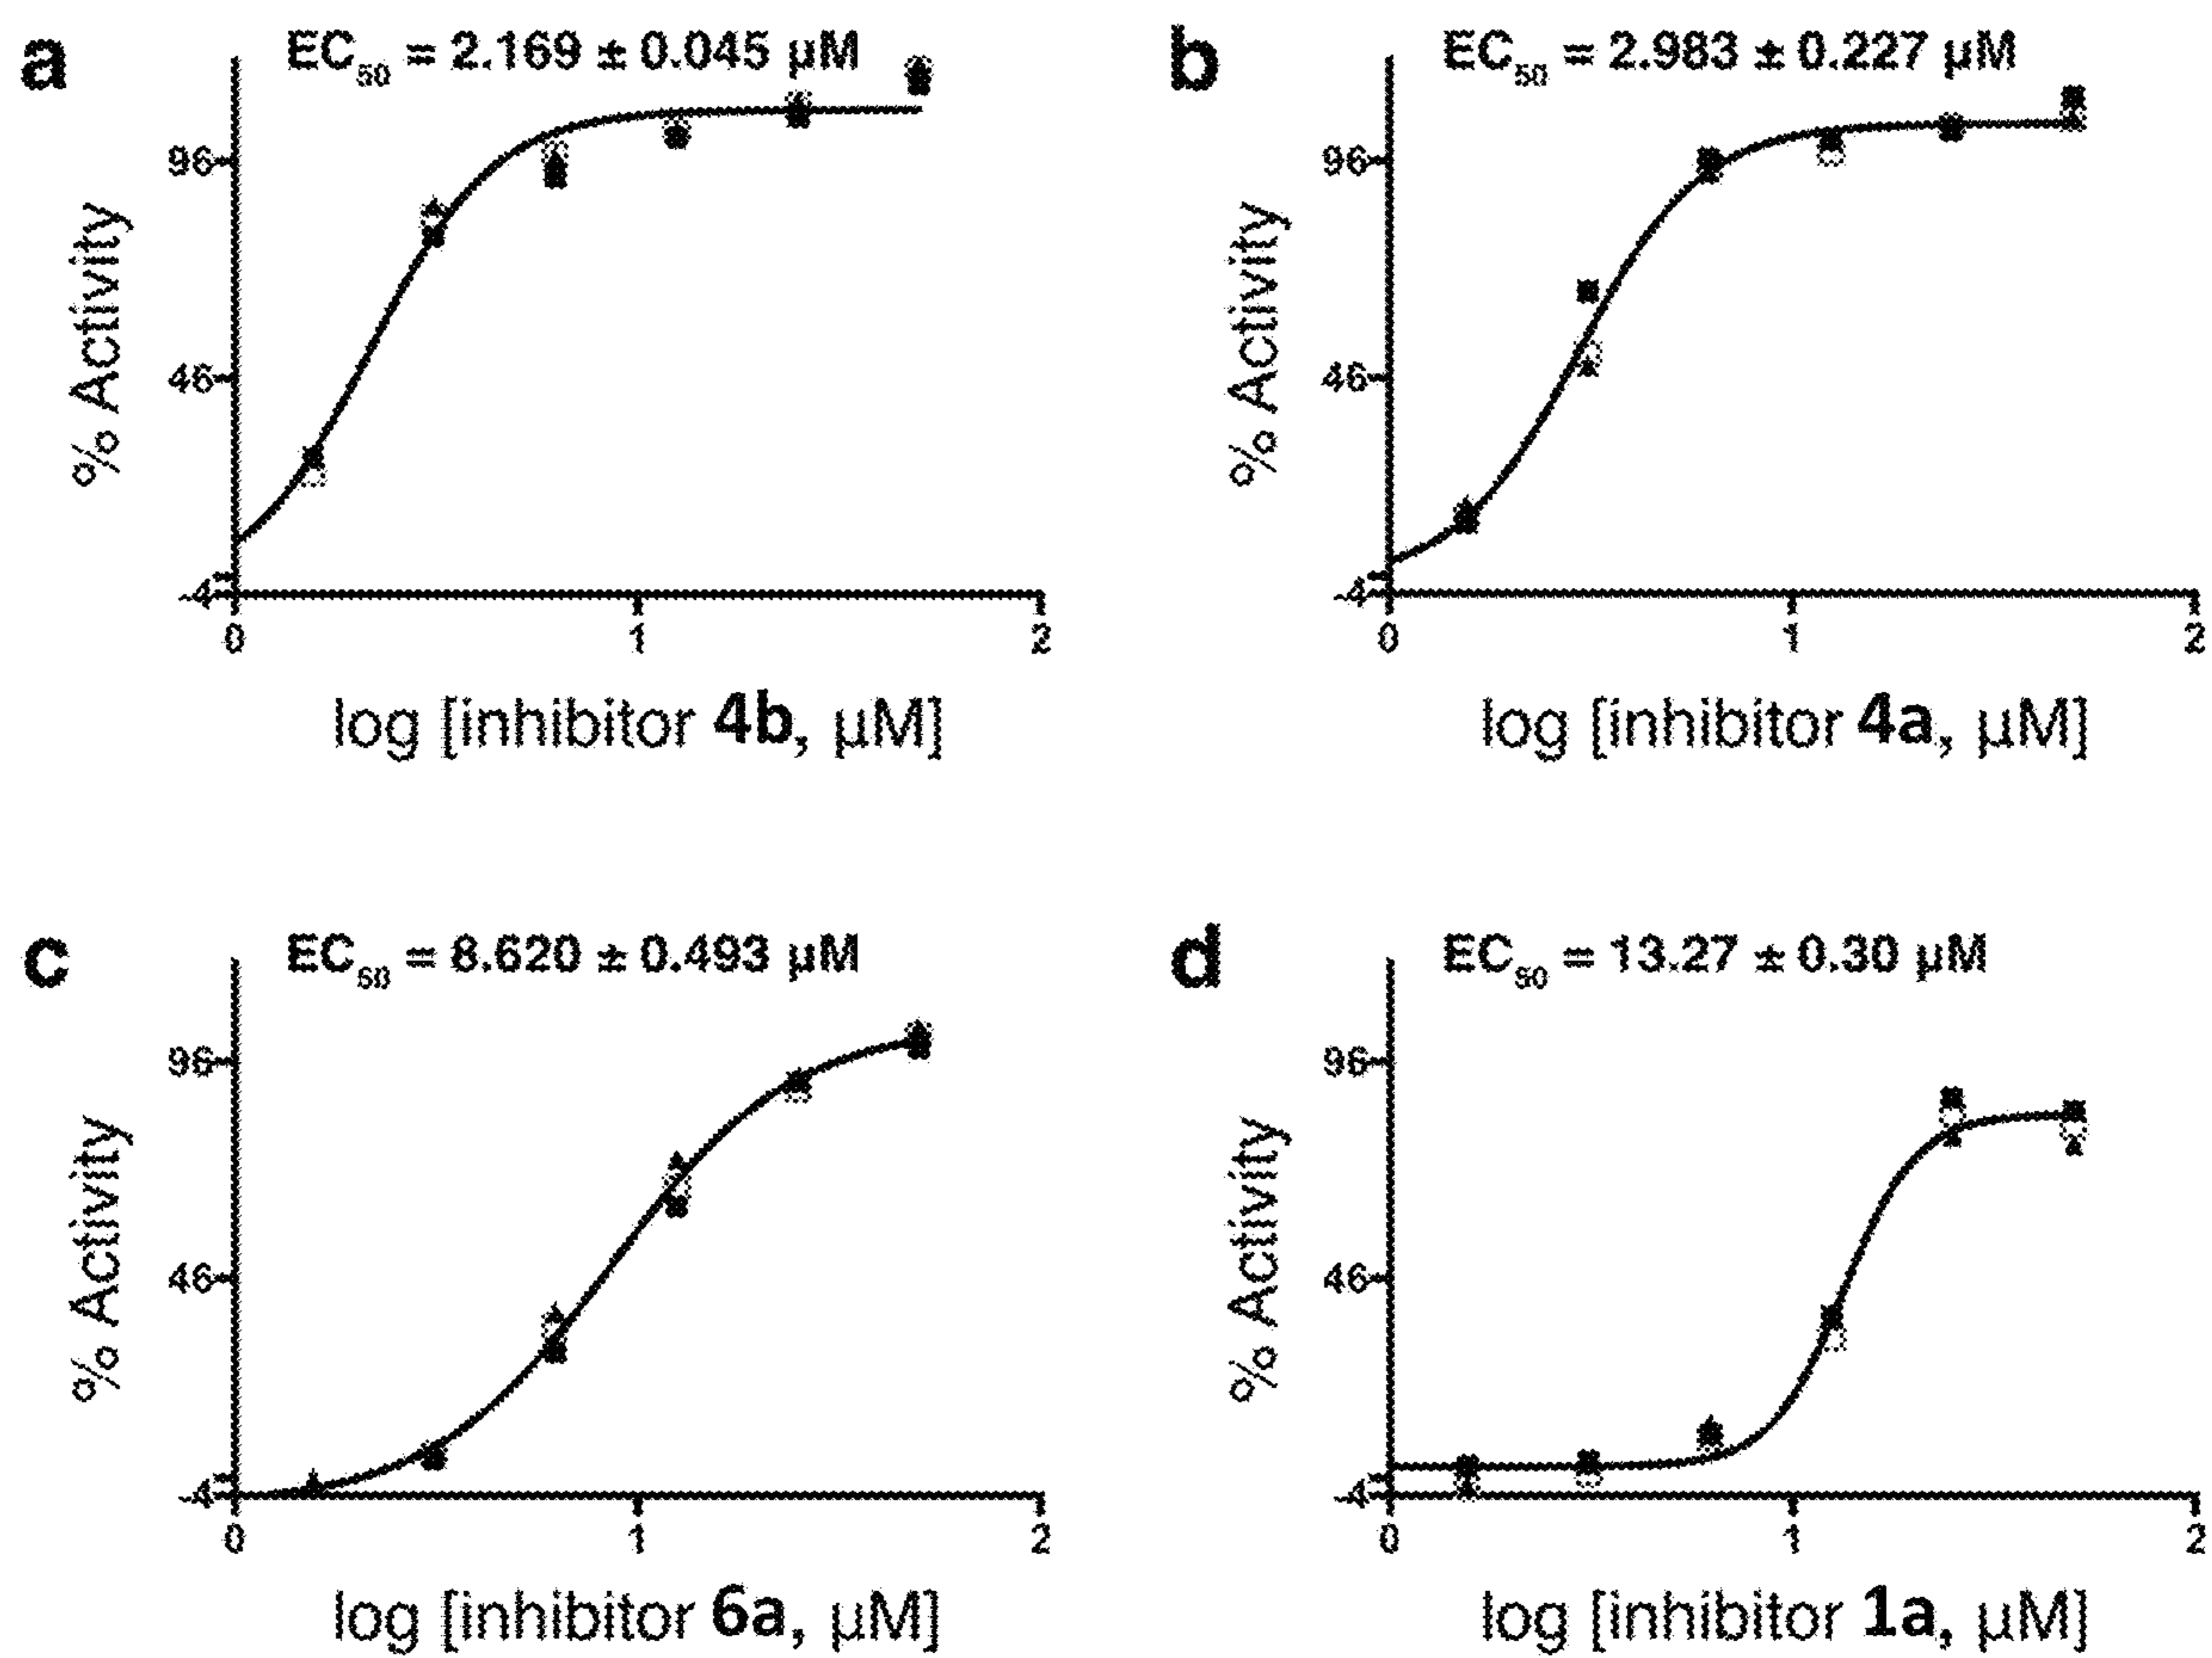 a
EC50 = 2.169 ± 0.045 µM
96
46
-4
0 1 2
% Activity
log [inhibitor 4b, µM]
b
EC50 = 2.983 ± 0.227 µM
96
46
-4
0 1 2
% Activity
log [inhibitor 4a, µM]
c
EC50 = 8.620 ± 0.493 µM
96
46
-4
0 1 2
% Activity
log [inhibitor 6a, µM]
d
EC50 = 13.27 ± 0.30 µM
96
46
-4
0 1 2
% Activity
log [inhibitor 1a, µM]